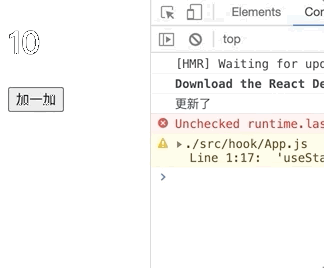 10
加一加
Elements
Cons
top
[HMR] Waiting for upd
Download the React De
更新了
Unchecked runtime.las
./src/hook/App.js
Line 1:17: 'useSta